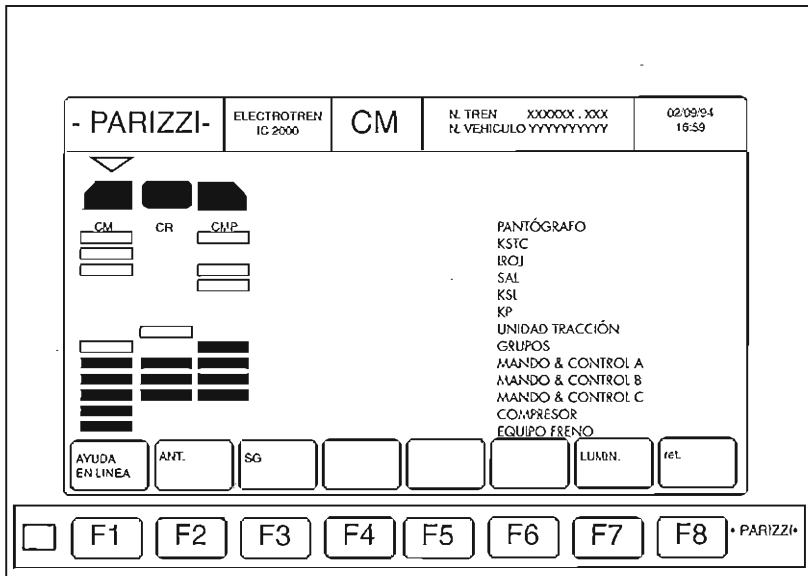 - PARIZZI-
ELECTROTREN
IC 2000
CM
N. TREN XXXXXX . XXX
N. VEHICULO YYYYYYYYYY
02/09/94
16:59
CM CR CMP
PANTÓGRAFO
KSTC
IROJ
SAL
KSL
KP
UNIDAD TRACCIÓN
GRUPOS
MANDO & CONTROL A
MANDO & CONTROL B
MANDO & CONTROL C
COMPRESOR
EQUIPO FRENO
AYUDA
EN LINEA
ANT.
SG
LUMIN.
ret.
F1 F2 F3 F4 F5 F6 F7 F8 • PARIZZI•